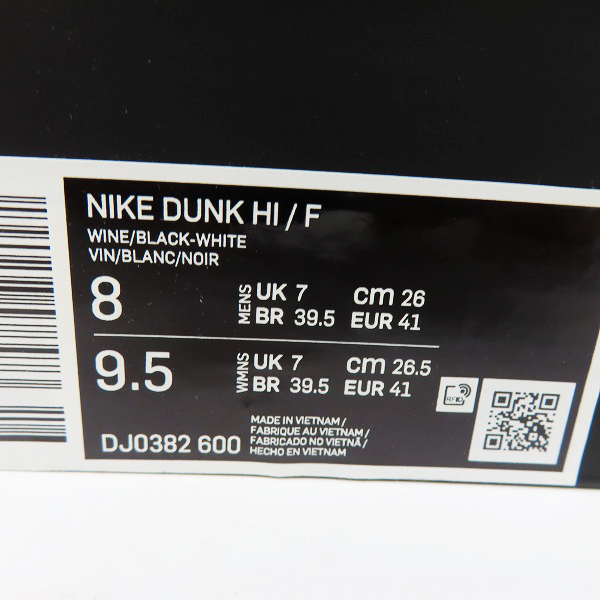 NIKE DUNK HI / F
WINE/BLACK-WHITE
VIN/BLANC/NOIR
8 MENS UK 7 cm 26
BR 39.5 EUR 41
9.5 WMNS UK 7 cm 26.5
BR 39.5 EUR 41
DJ0382 600
MADE IN VIETNAM /
FABRIQUE AU VIETNAM /
FABRICADO NO VIETNÃ /
HECHO EN VIETNAM